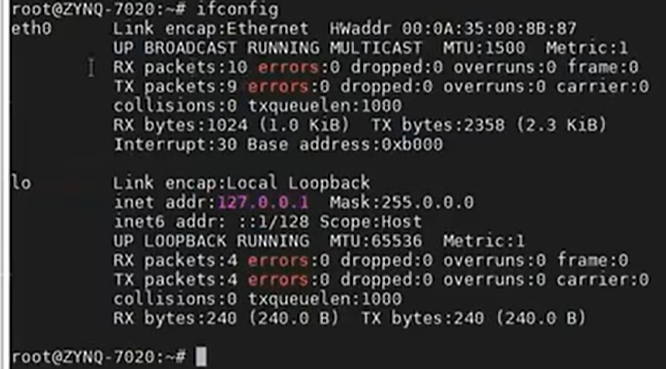 root@ZYNQ-7020:~# ifconfig
eth0 Link encap:Ethernet HWaddr 00:0A:35:00:8B:87
UP BROADCAST RUNNING MULTICAST MTU:1500 Metric:1
RX packets:10 errors:0 dropped:0 overruns:0 frame:0
TX packets:9 errors:0 dropped:0 overruns:0 carrier:0
collisions:0 txqueuelen:1000
RX bytes:1024 (1.0 KiB) TX bytes:2358 (2.3 KiB)
Interrupt:30 Base address:0xb000
lo Link encap:Local Loopback
inet addr:127.0.0.1 Mask:255.0.0.0
inet6 addr: ::1/128 Scope:Host
UP LOOPBACK RUNNING MTU:65536 Metric:1
RX packets:4 errors:0 dropped:0 overruns:0 frame:0
TX packets:4 errors:0 dropped:0 overruns:0 carrier:0
collisions:0 txqueuelen:1000
RX bytes:240 (240.0 B) TX bytes:240 (240.0 B)
root@ZYNQ-7020:~#